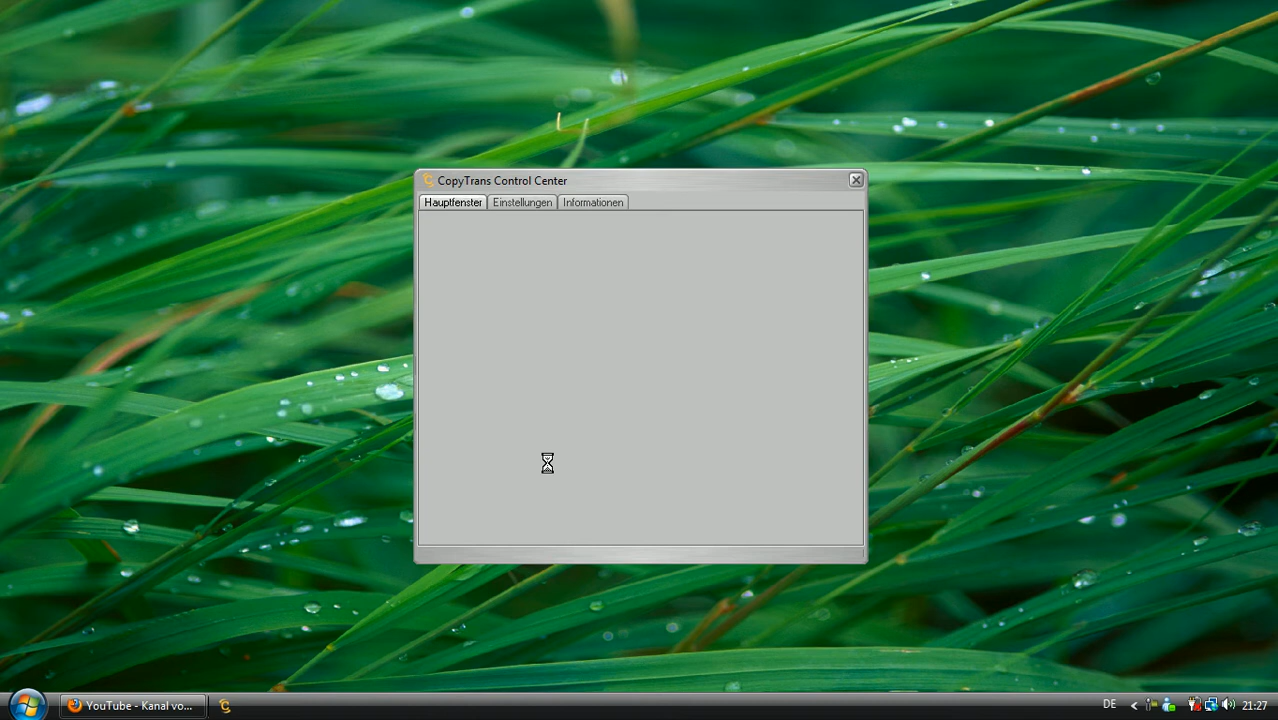 CopyTrans Control Center
Hauptfenster Einstellungen Informationen
YouTube - Kanal vo... DE < 21:27